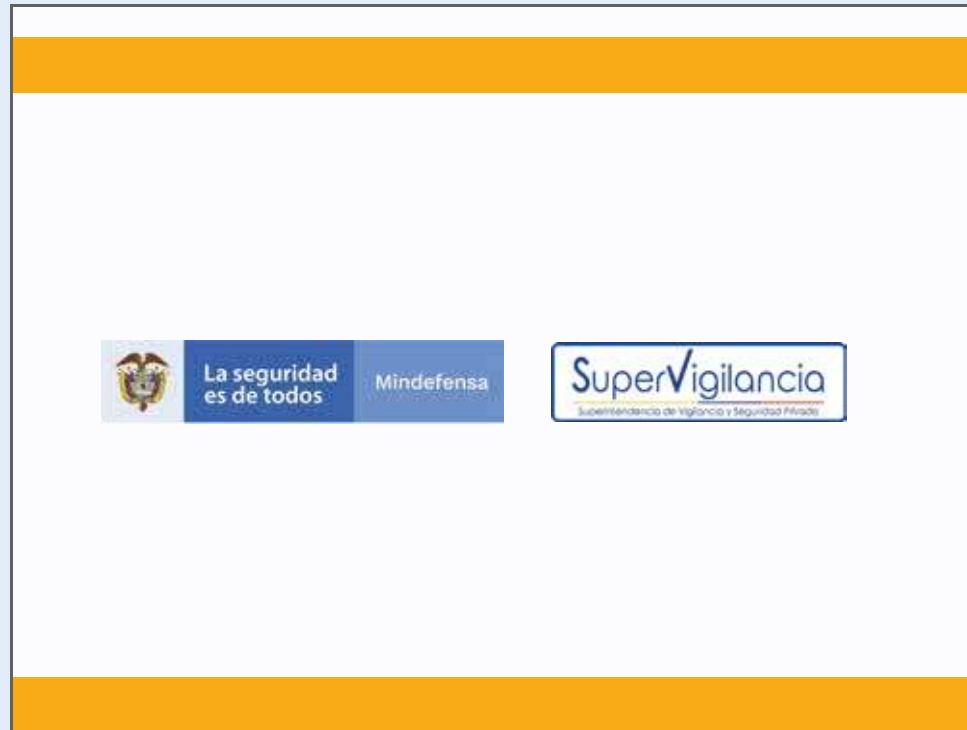 La seguridad
es de todos
Mindefensa
SuperVigilancia
Superintendencia de Vigilancia y Seguridad Privada